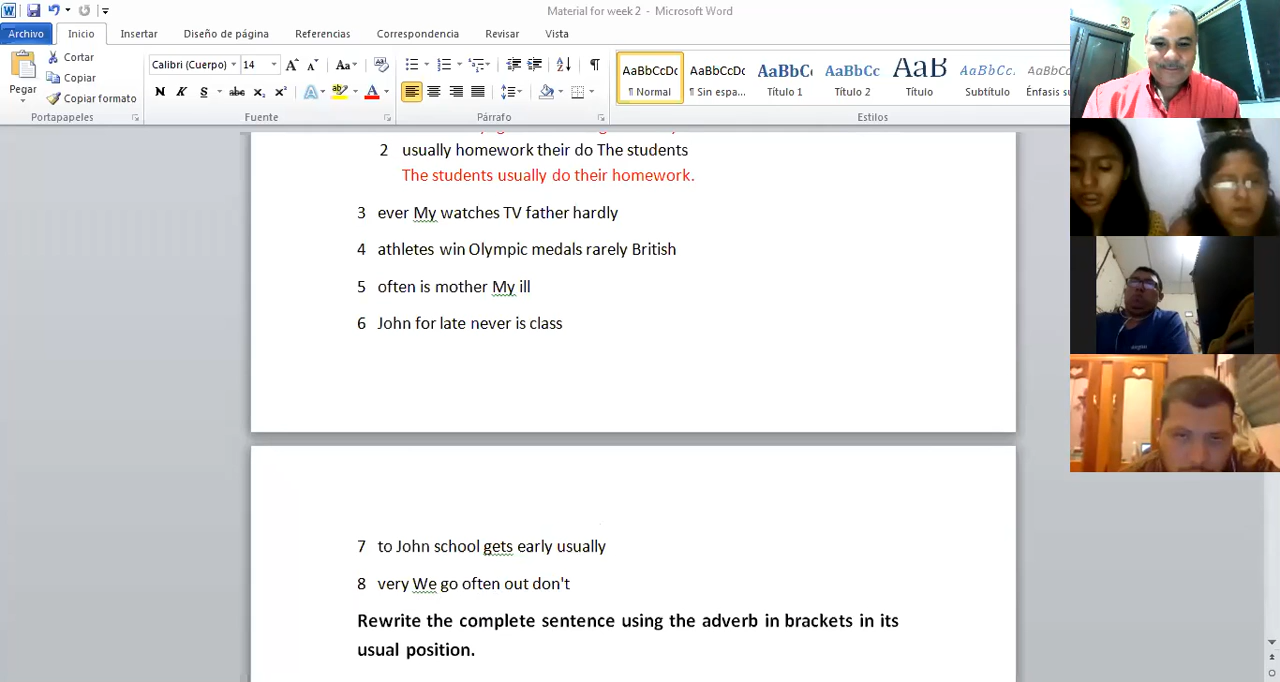 Material for week 2 - Microsoft Word
Archivo Inicio Insertar Diseño de página Referencias Correspondencia Revisar Vista
Cortar
Copiar
Copiar formato
Pegar
Portapapeles
Calibri (Cuerpo) 14
Fuente
Párrafo
AaBbCcDc AaBbCcDc AaBbC AaBbCc AaB AaBbCc. AaBbCc
¶ Normal ¶ Sin espa... Título 1 Título 2 Título Subtítulo Énfasis
Estilos
2 usually homework their do The students
The students usually do their homework.
3 ever My watches TV father hardly
4 athletes win Olympic medals rarely British
5 often is mother My ill
6 John for late never is class
7 to John school gets early usually
8 very We go often out don't
Rewrite the complete sentence using the adverb in brackets in its
usual position.